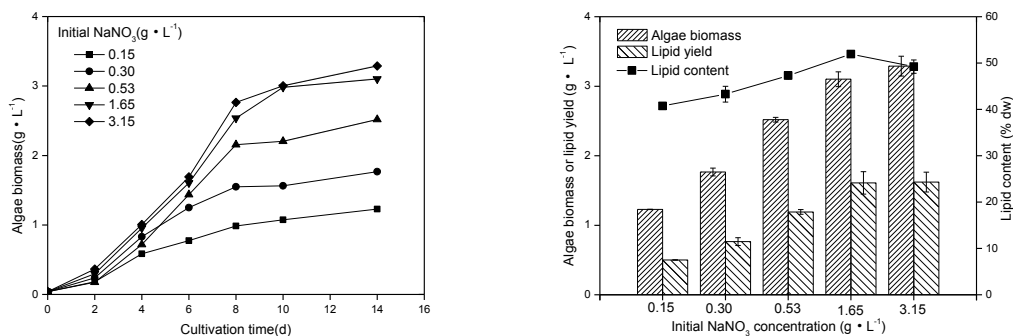 4
3
2
1
0
Algae biomass(g • L⁻¹)
Initial NaNO₃(g • L⁻¹)
0.15
0.30
0.53
1.65
3.15
0 2 4 6 8 10 12 14 16
Cultivation time(d)
4
3
2
1
0
Algae biomass or lipid yield (g • L⁻¹)
Algae biomass
Lipid yield
Lipid content
60
50
40
30
20
10
0
Lipid content (% dw)
0.15 0.30 0.53 1.65 3.15
Initial NaNO₃ concentration (g • L⁻¹)